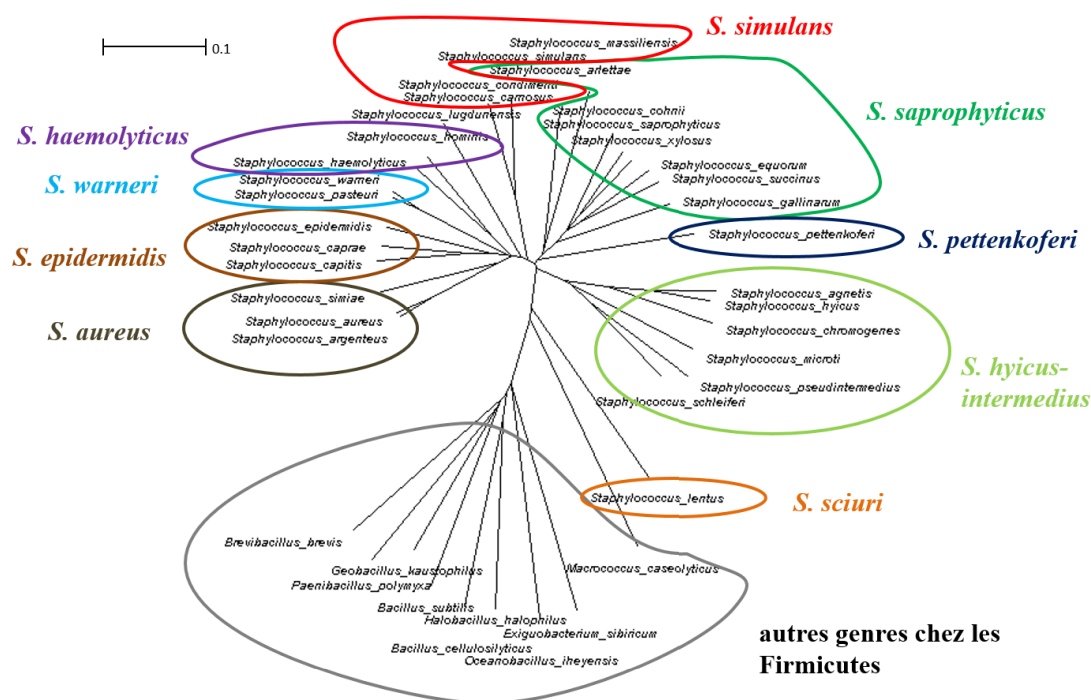 S. simulans
Staphylococcus_massiliensis
0.1
Staphylococcus_simulans
Staphylococcus_arlettae
Staphylococcus_condimenti
Staphylococcus_carnosus
S. saprophyticus
Staphylococcus_lugdunensis
Staphylococcus_cohnii
Staphylococcus_saprophyticus
S. haemolyticus
Staphylococcus_hominis
Staphylococcus_xylosus
Staphylococcus_haemolyticus
Staphylococcus_equorum
S. warneri
Staphylococcus_warneri
Staphylococcus_succinus
Staphylococcus_pasteuri
Staphylococcus_gallinarum
Staphylococcus_epidermidis
Staphylococcus_pettenkoferi
S. pettenkoferi
S. epidermidis
Staphylococcus_caprae
Staphylococcus_capitis
Staphylococcus_simiae
Staphylococcus_agnetis
Staphylococcus_hyicus
S. aureus
Staphylococcus_aureus
Staphylococcus_chromogenes
Staphylococcus_argenteus
Staphylococcus_microti
S. hyicus-
intermedius
Staphylococcus_pseudintermedius
Staphylococcus_schleiferi
Staphylococcus_lentus
S. sciuri
Brevibacillus_brevis
Geobacillus_kaustophilus
Macrococcus_caseolyticus
Paenibacillus_polymyxa
Bacillus_subtilis
Halobacillus_halophilus
Exiguobacterium_sibiricum
Bacillus_cellulosilyticus
Oceanobacillus_iheyensis
autres genres chez les
Firmicutes